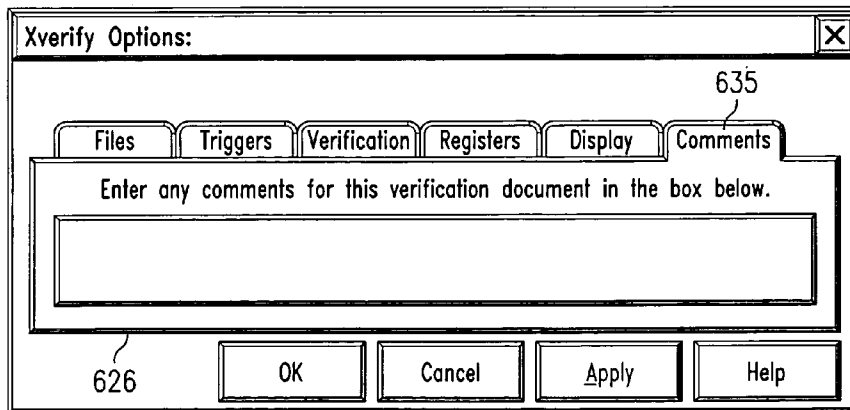 Xverify Options:
635
Files Triggers Verification Registers Display Comments
Enter any comments for this verification document in the box below.
626
OK Cancel Apply Help